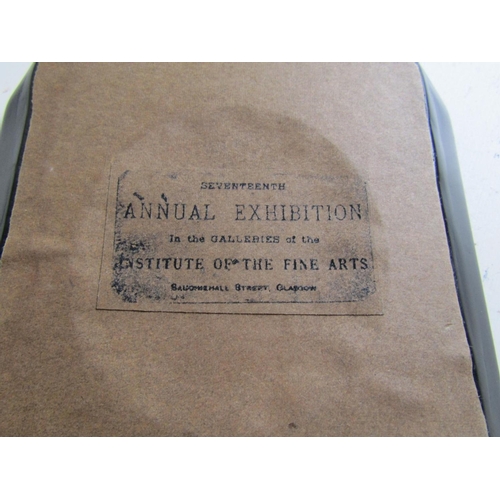 SEVENTEENTH
ANNUAL EXHIBITION
In the GALLERIES of the
INSTITUTE OF THE FINE ARTS
SAUCHIEHALL STREET, GLASGOW